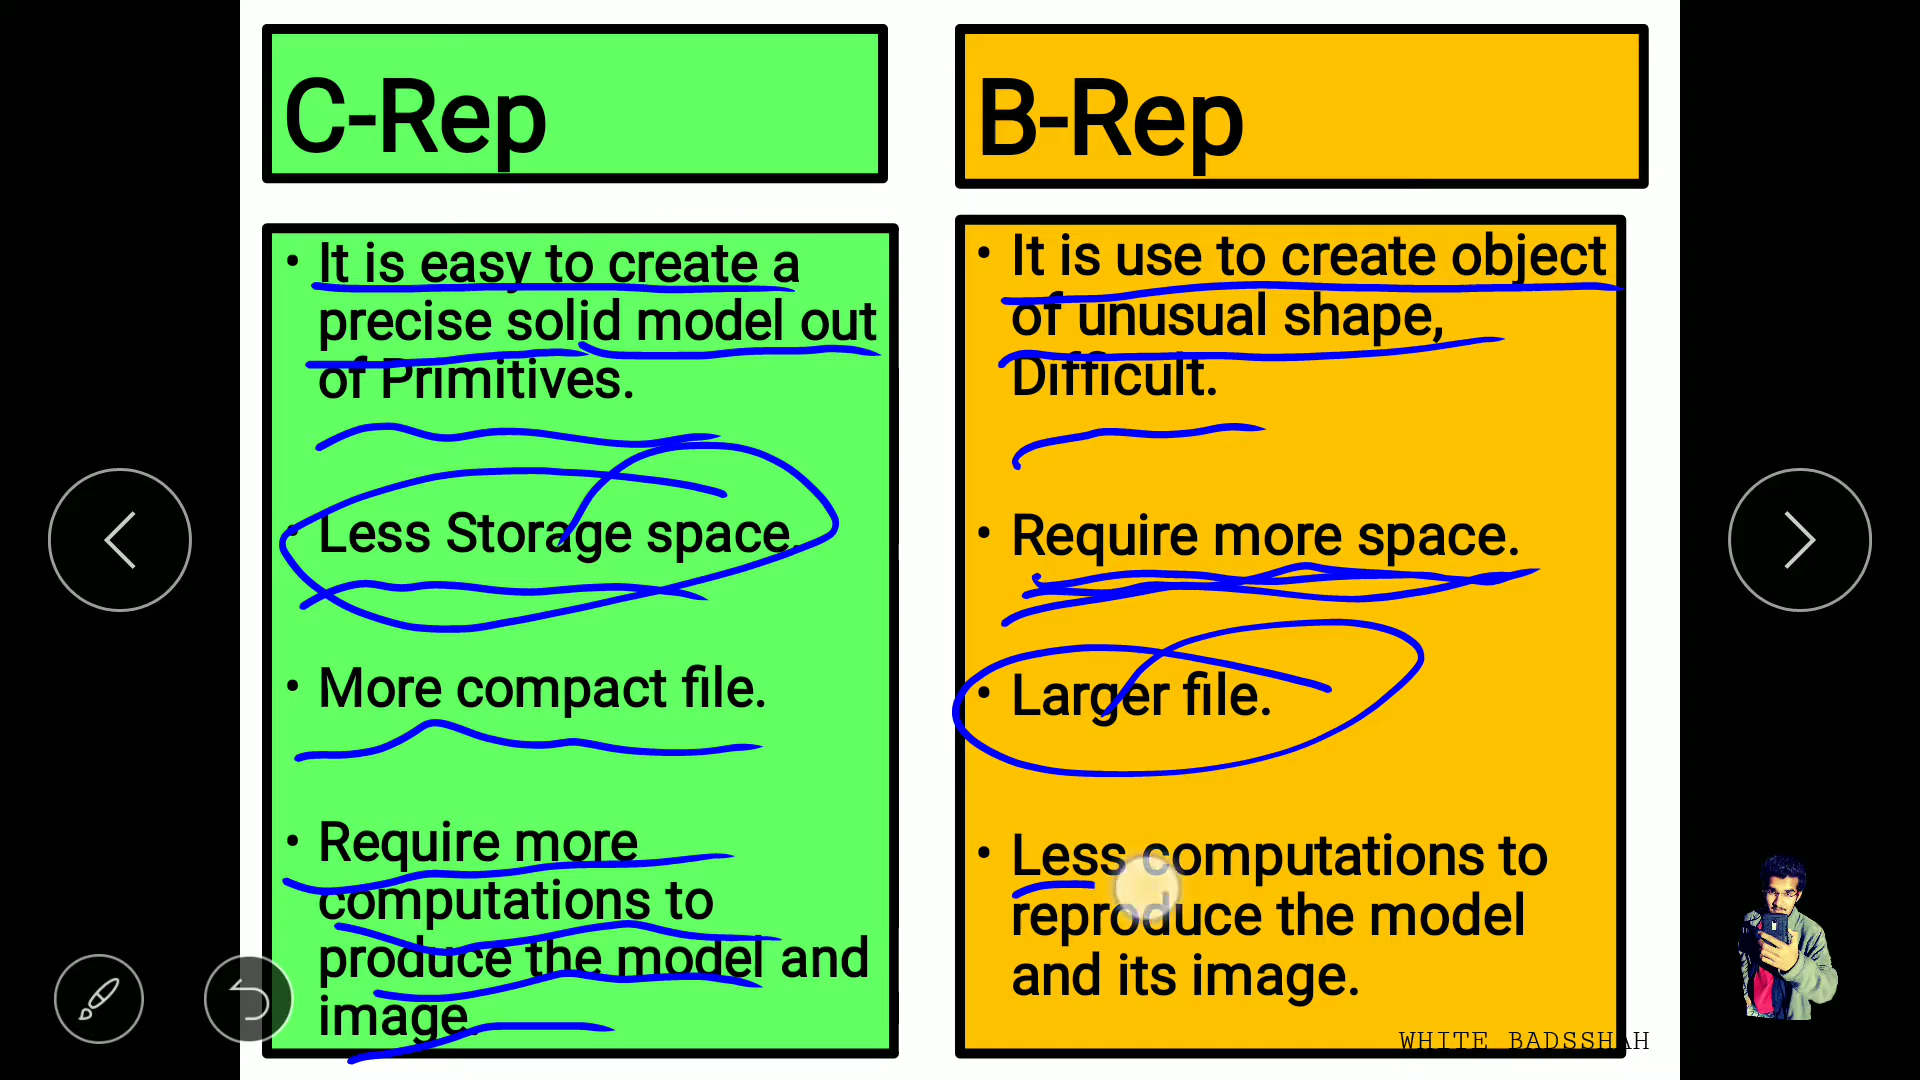 C-Rep
• It is easy to create a
precise solid model out
of Primitives.
• Less Storage space.
• More compact file.
• Require more
computations to
produce the model and
image.
B-Rep
• It is use to create object
of unusual shape,
Difficult.
• Require more space.
• Larger file.
• Less computations to
reproduce the model
and its image.
WHITE BADSSHAH